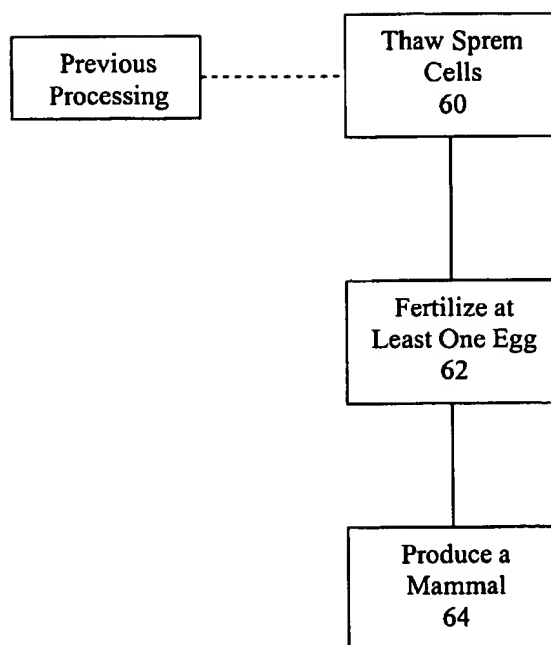 Previous
Processing
Thaw Sprem
Cells
60
Fertilize at
Least One Egg
62
Produce a
Mammal
64